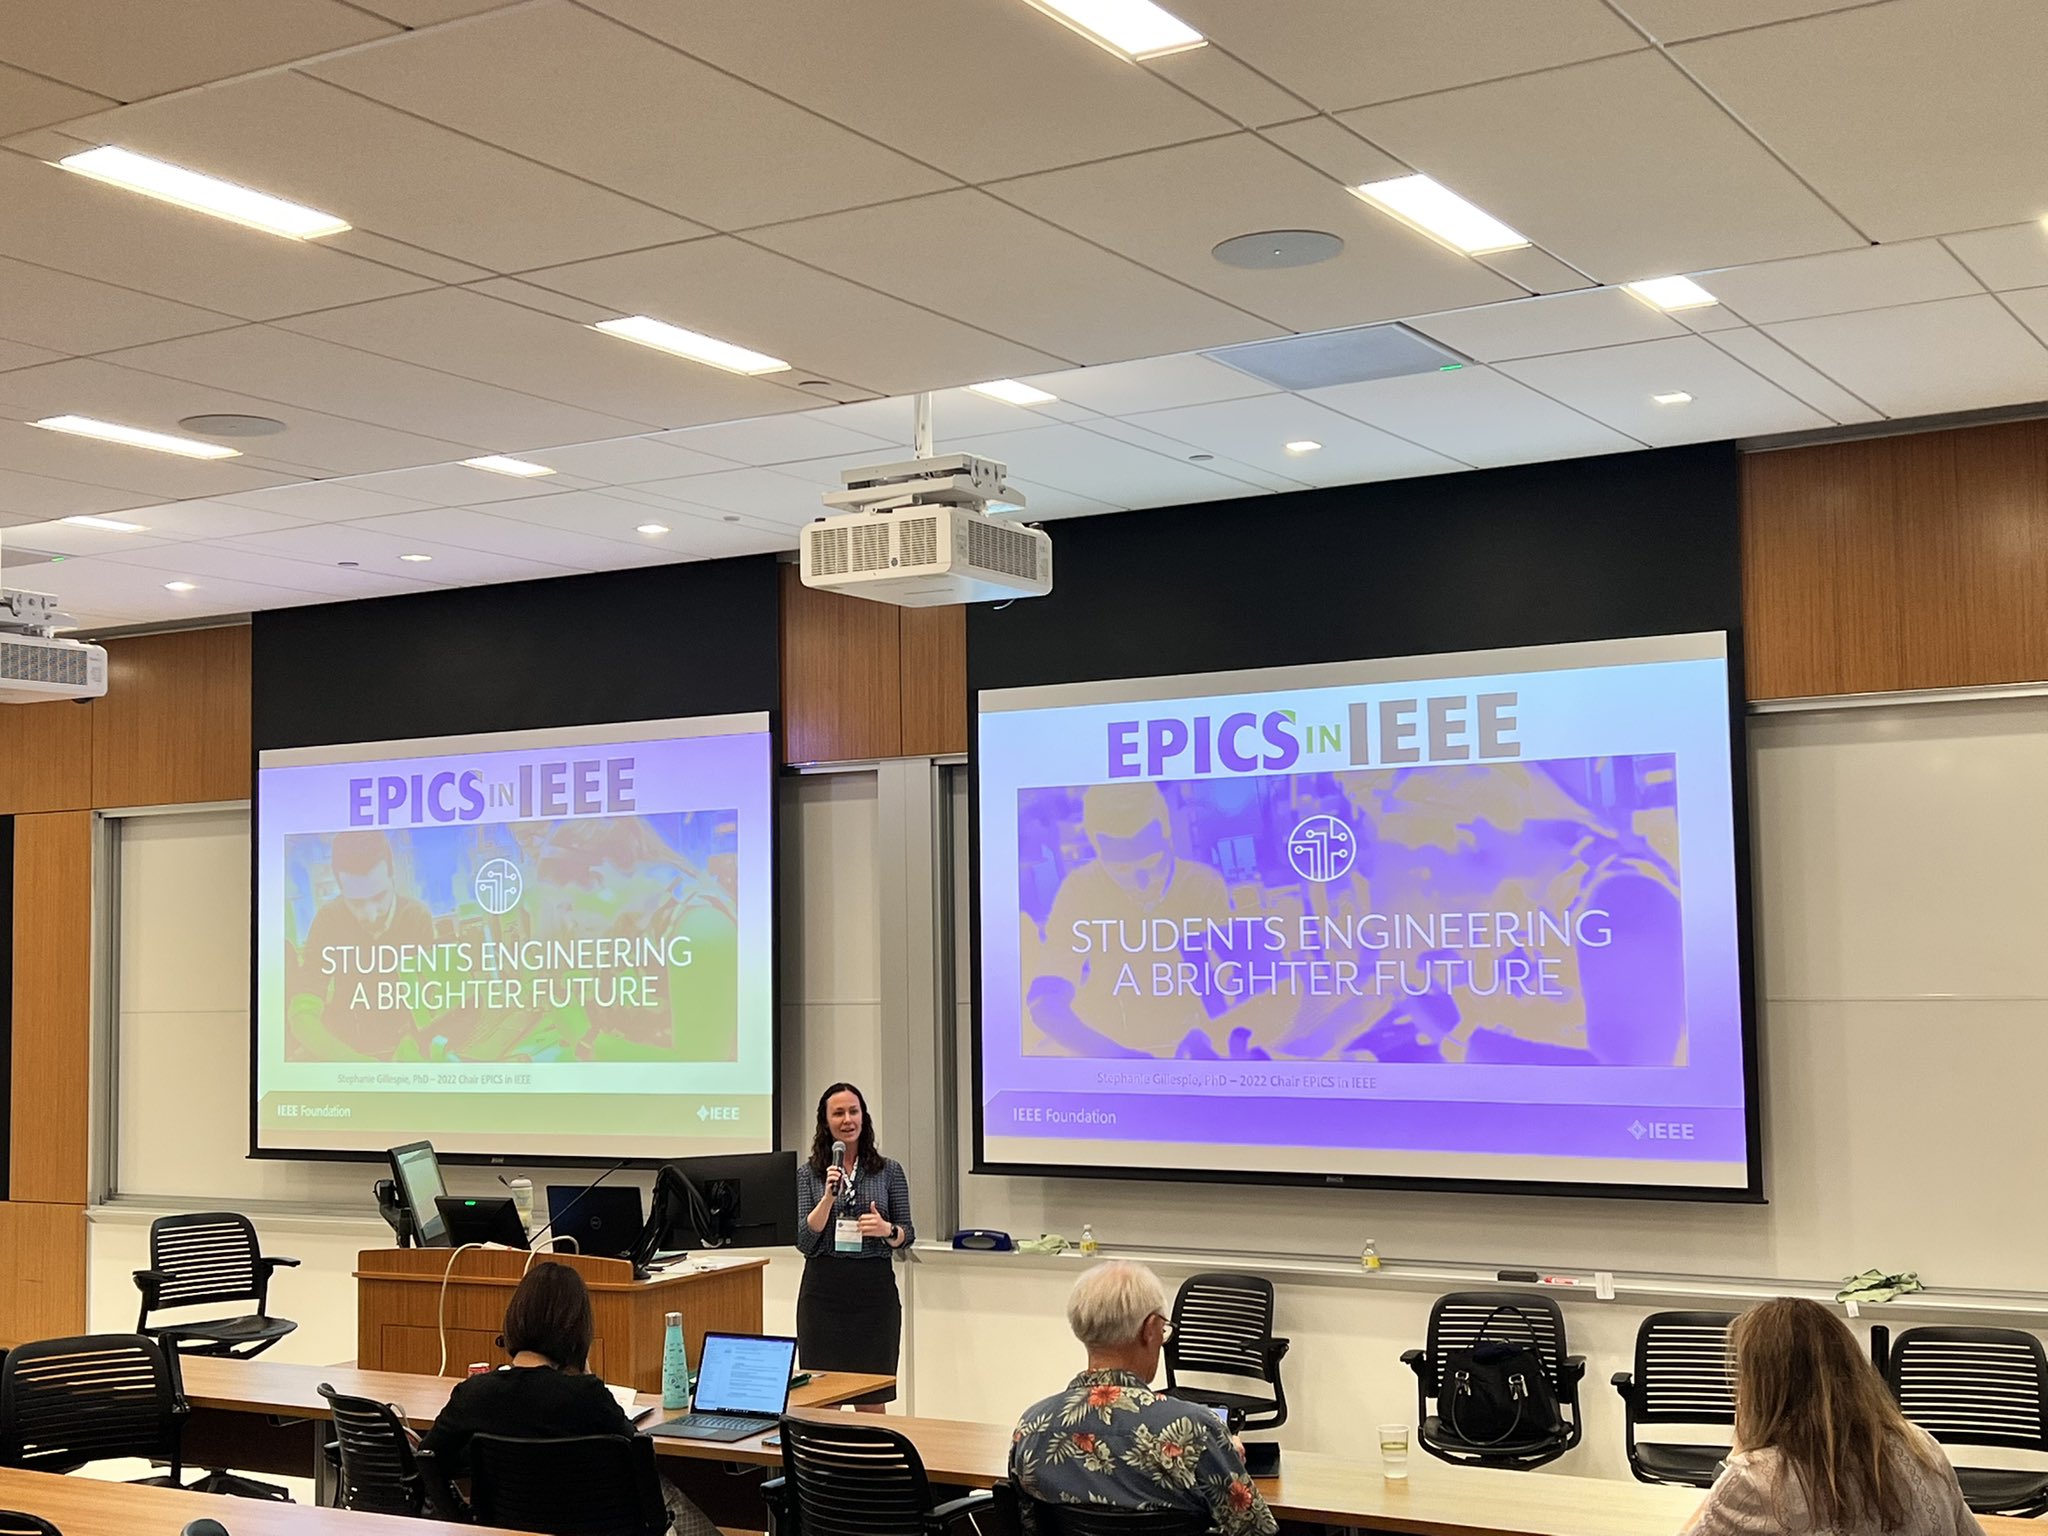 EPICS IN IEEE
STUDENTS ENGINEERING
A BRIGHTER FUTURE
Stephanie Gillespie, PhD – 2022 Chair EPICS in IEEE
IEEE Foundation
IEEE
EPICS IN IEEE
STUDENTS ENGINEERING
A BRIGHTER FUTURE
Stephanie Gillespie, PhD – 2022 Chair EPICS in IEEE
IEEE Foundation
IEEE